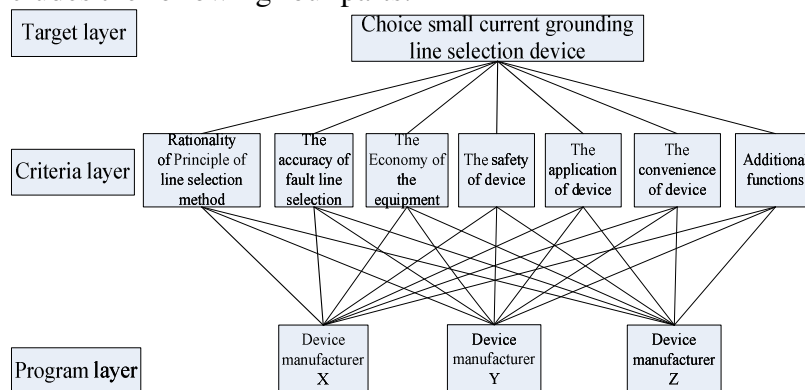 Target layer
Choice small current grounding
line selection device
Criteria layer
Rationality
of Principle of
line selection
method
The
accuracy of
fault line
selection
The
Economy of
the
equipment
The safety
of device
The
application
of device
The
convenience
of device
Additiona
functions
Program layer
Device
manufacturer
X
Device
manufacturer
Y
Device
manufacturer
Z